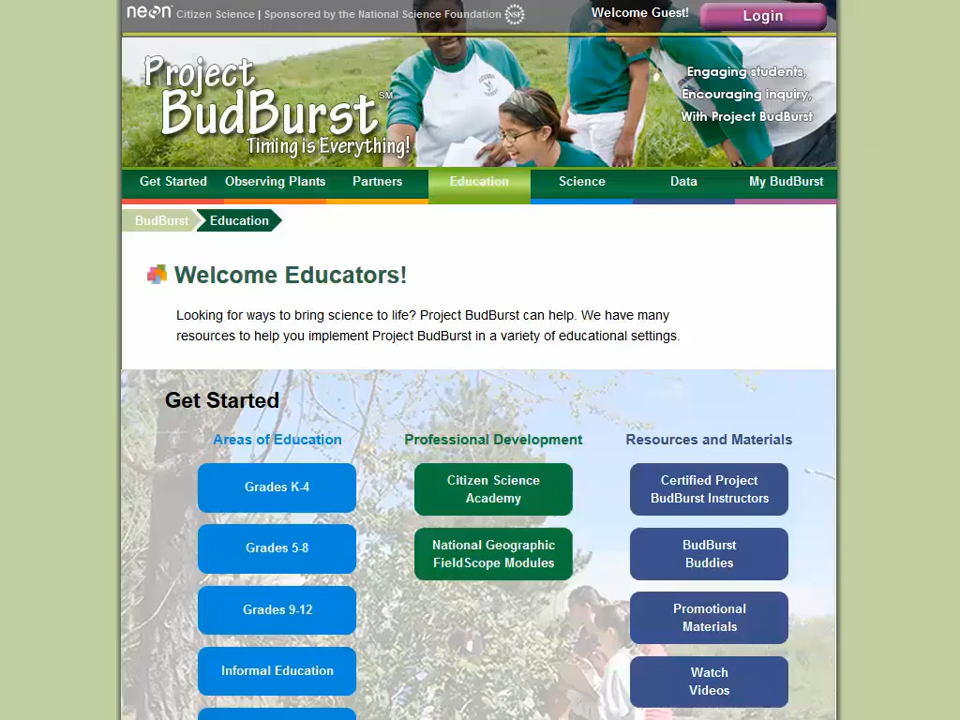 neon Citizen Science | Sponsored by the National Science Foundation NSF
Welcome Guest!
Login
Project
BudBurst SM
Timing is Everything!
Engaging students,
Encouraging inquiry,
With Project BudBurst
Get Started Observing Plants Partners Education Science Data My BudBurst
BudBurst Education
Welcome Educators!
Looking for ways to bring science to life? Project BudBurst can help. We have many
resources to help you implement Project BudBurst in a variety of educational settings.
Get Started
Areas of Education
Grades K-4
Grades 5-8
Grades 9-12
Informal Education
Professional Development
Citizen Science
Academy
National Geographic
FieldScope Modules
Resources and Materials
Certified Project
BudBurst Instructors
BudBurst
Buddies
Promotional
Materials
Watch
Videos